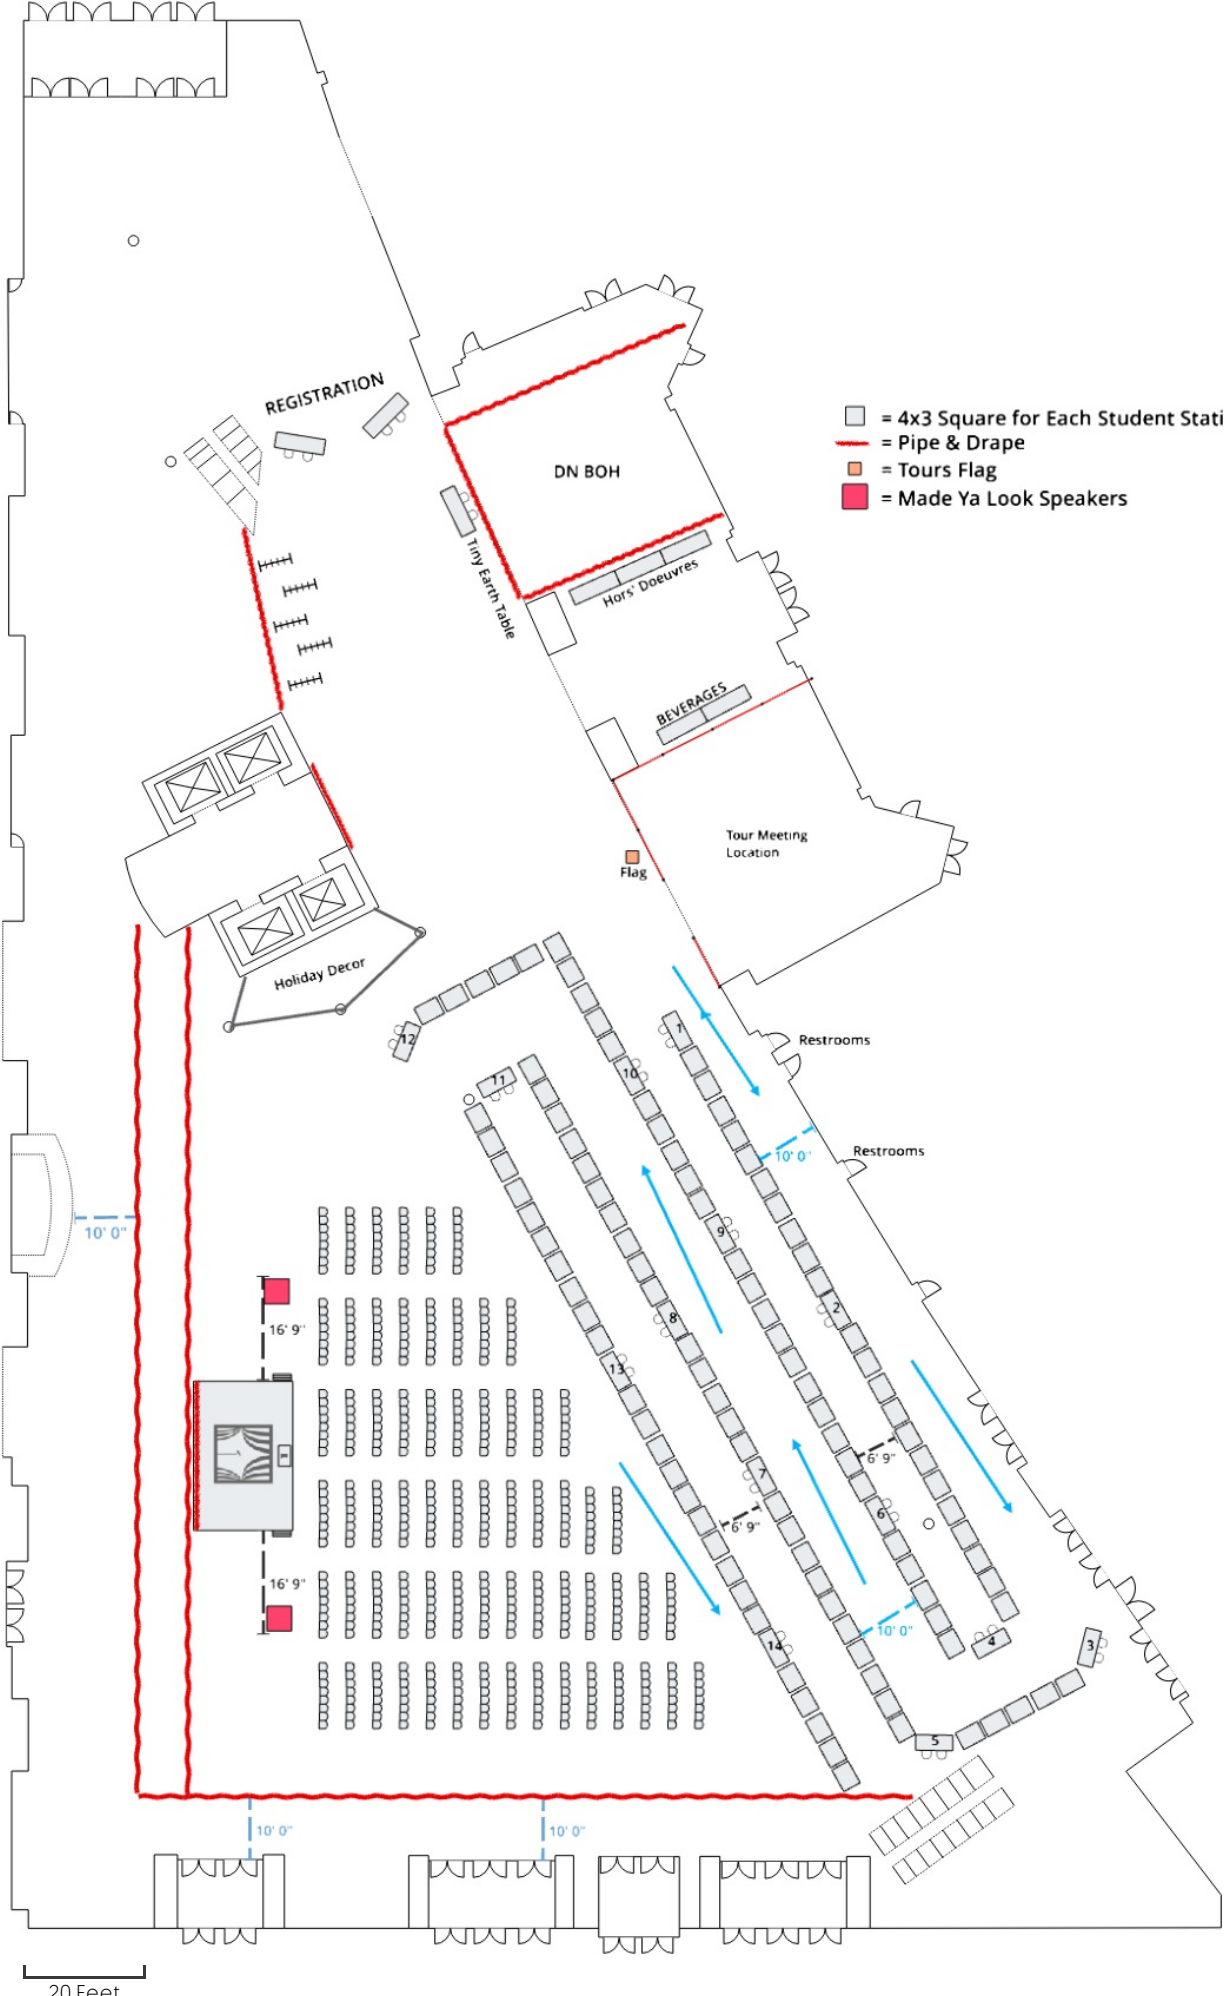 REGISTRATION
= 4x3 Square for Each Student Stati
= Pipe & Drape
= Tours Flag
= Made Ya Look Speakers
DN BOH
Tiny Earth Table
Hors' Doeuvres
BEVERAGES
Tour Meeting
Location
Flag
Holiday Decor
12
1
Restrooms
11
10
10' 0"
Restrooms
10' 0"
9
2
16' 9"
8
13
6' 9"
7
6
6' 9"
16' 9"
10' 0"
14
4
3
5
10' 0"
10' 0"
20 Feet